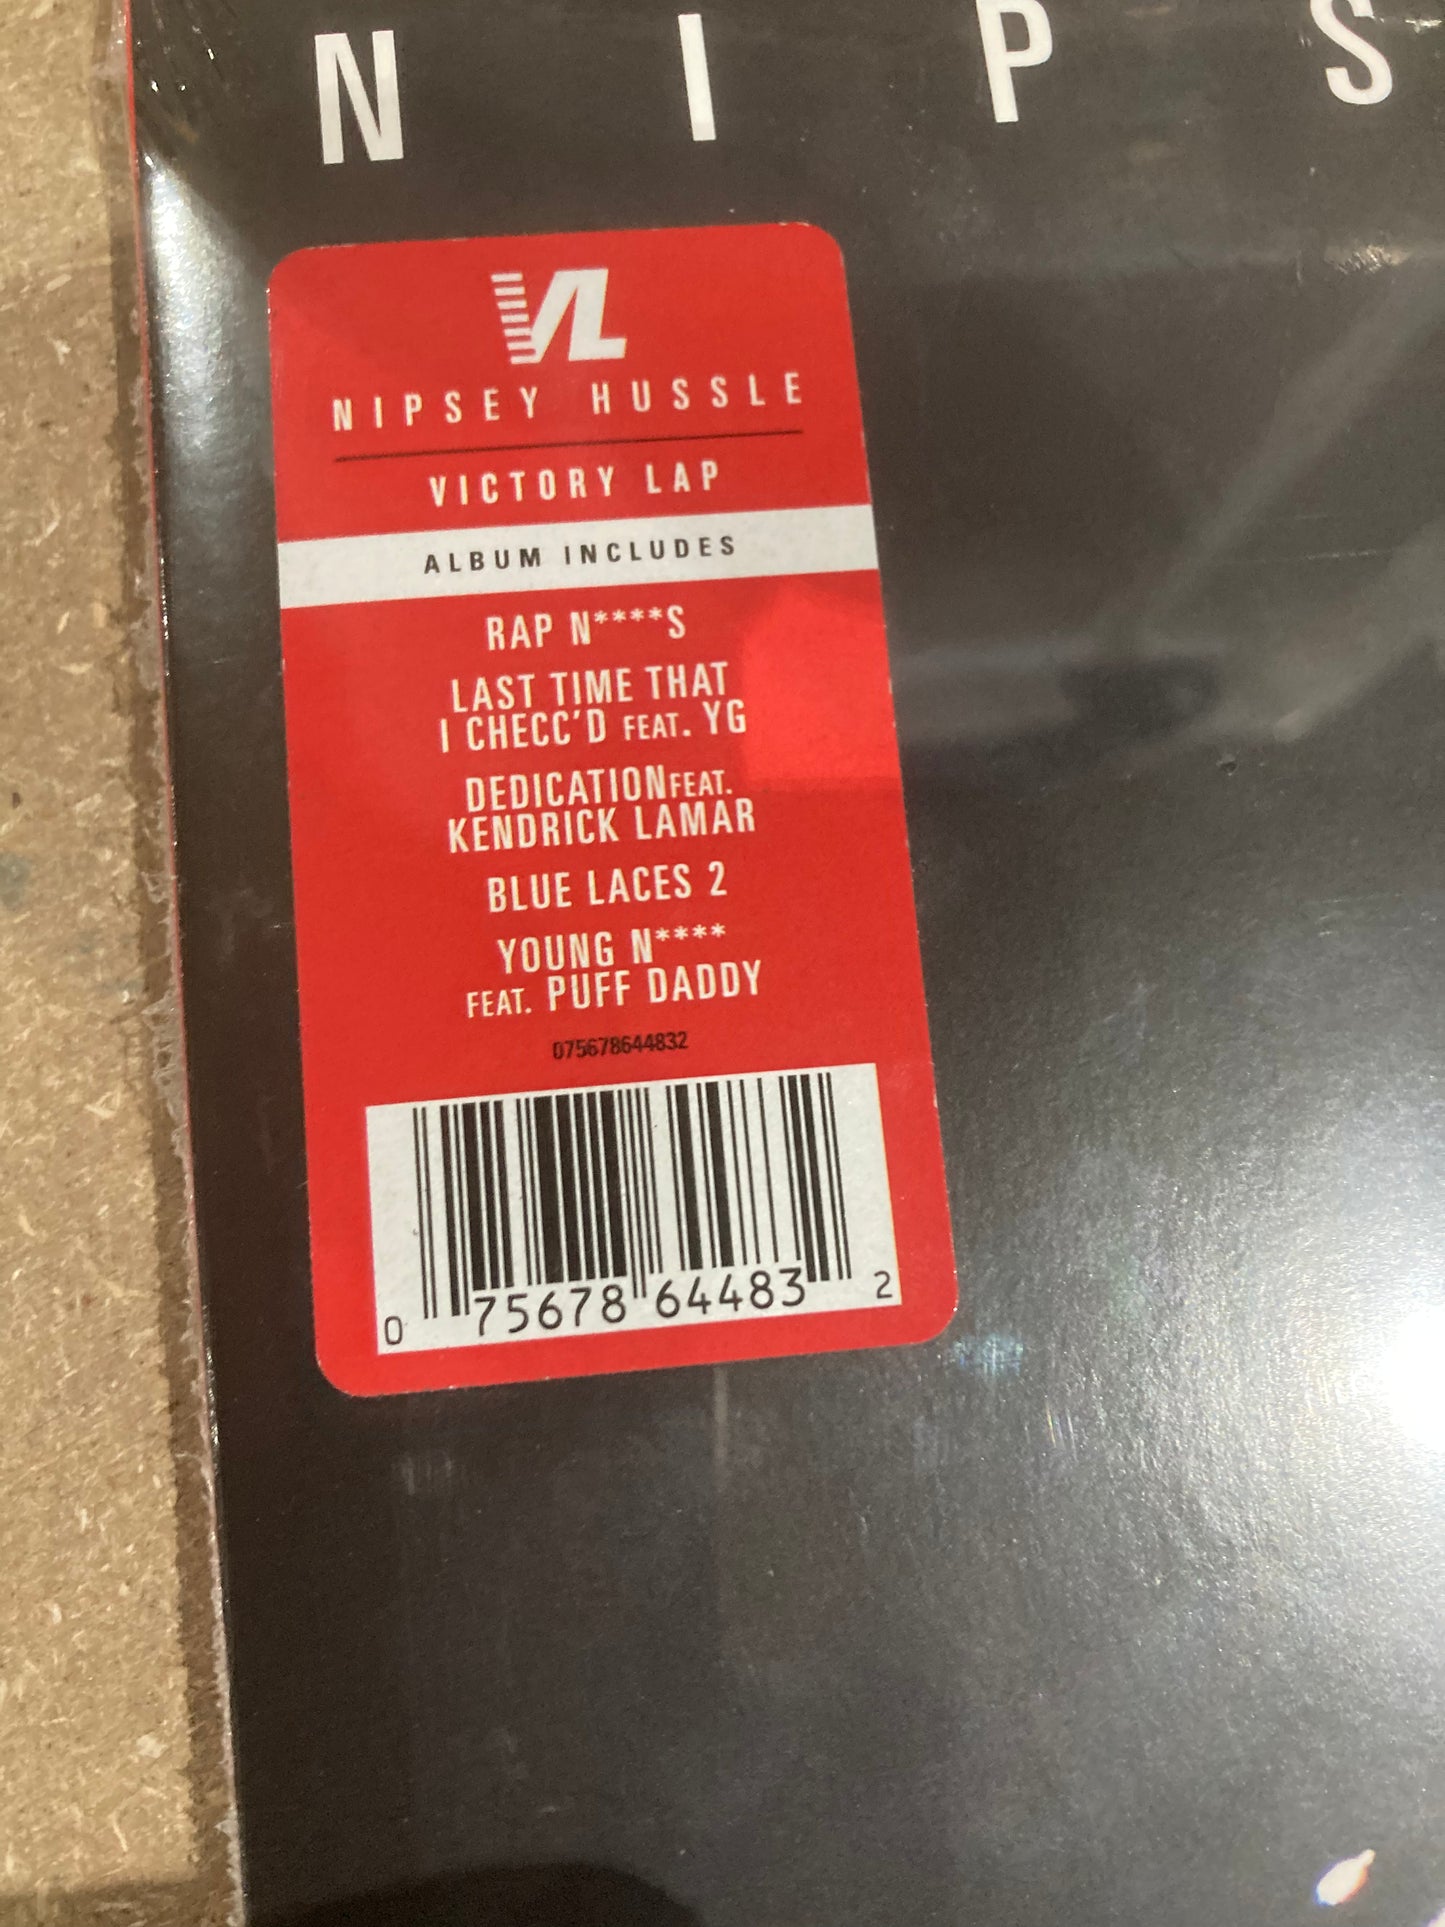 N I P S
VL
NIPSEY HUSSLE
VICTORY LAP
ALBUM INCLUDES
RAP N****S
LAST TIME THAT
I CHECC'D FEAT. YG
DEDICATION FEAT.
KENDRICK LAMAR
BLUE LACES 2
YOUNG N****
FEAT. PUFF DADDY
075678644832
0 75678 64483 2